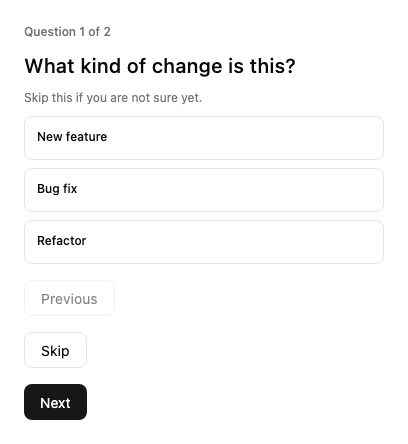 Question 1 of 2
What kind of change is this?
Skip this if you are not sure yet.
New feature
Bug fix
Refactor
Previous
Skip
Next